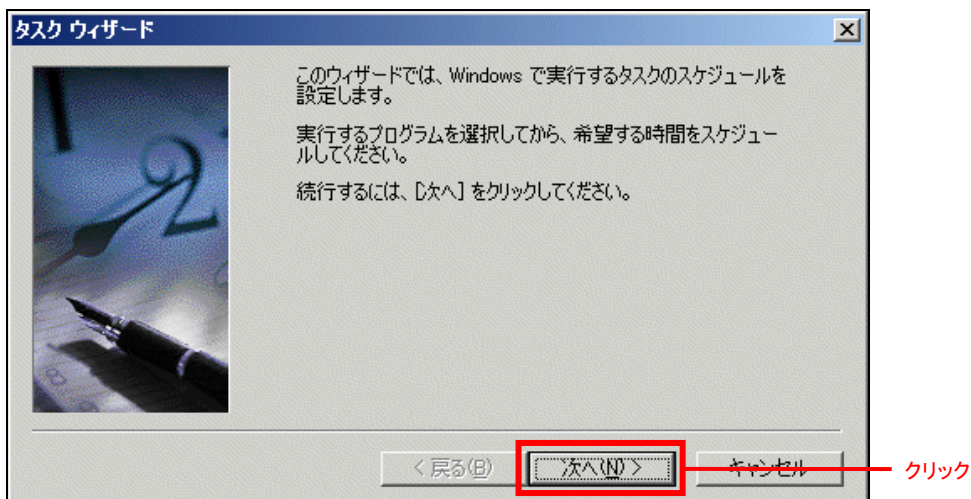 タスク ウィザード
このウィザードでは、Windows で実行するタスクのスケジュールを
設定します。
実行するプログラムを選択してから、希望する時間をスケジュー
ルしてください。
続行するには、[次へ] をクリックしてください。
< 戻る(B)
次へ(N) >
キャンセル
クリック